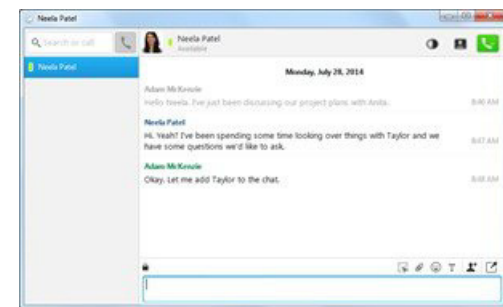 Neela Patel
Search or call
Neela Patel
Available
Neela Patel
Monday, July 28, 2014
Adam McKenzie
Hello Neela. I've just been discussing our project plans with Anita.
8:46 AM
Neela Patel
Hi. Yeah? I've been spending some time looking over things with Taylor and we
have some questions we'd like to ask.
8:47 AM
Adam McKenzie
Okay. Let me add Taylor to the chat.
8:48 AM